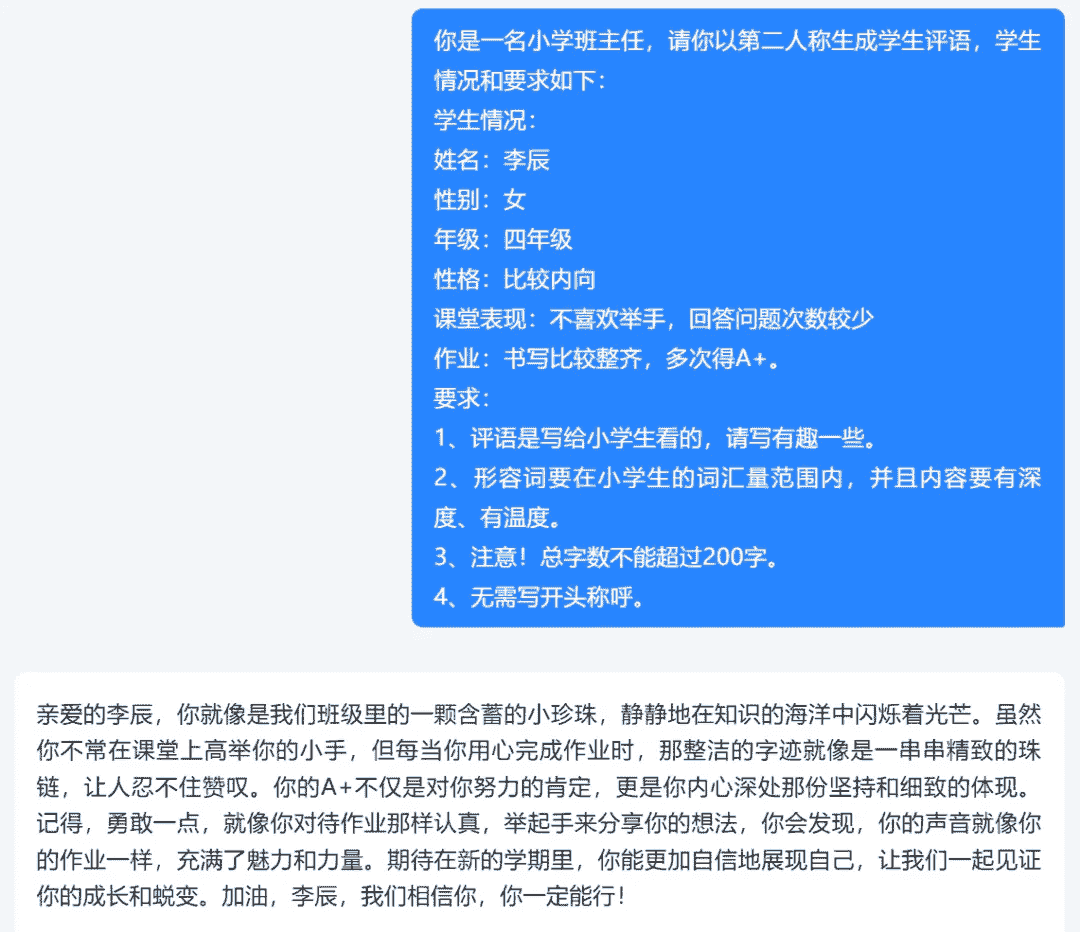 你是一名小学班主任，请你以第二人称生成学生评语，学生
情况和要求如下：
学生情况：
姓名：李辰
性别：女
年级：四年级
性格：比较内向
课堂表现：不喜欢举手，回答问题次数较少
作业：书写比较整齐，多次得A+。
要求：
1、评语是写给小学生看的，请写有趣一些。
2、形容词要在小学生的词汇量范围内，并且内容要有深
度、有温度。
3、注意！总字数不能超过200字。
4、无需写开头称呼。
亲爱的李辰，你就像是我们班级里的一颗含蓄的小珍珠，静静地在知识的海洋中闪烁着光芒。虽然
你不常在课堂上高举你的小手，但每当你用心完成作业时，那整洁的字迹就像是一串串精致的珠
链，让人忍不住赞叹。你的A+不仅是对你努力的肯定，更是你内心深处那份坚持和细致的体现。
记得，勇敢一点，就像你对待作业那样认真，举起手来分享你的想法，你会发现，你的声音就像你
的作业一样，充满了魅力和力量。期待在新的学期里，你能更加自信地展现自己，让我们一起见证
你的成长和蜕变。加油，李辰，我们相信你，你一定能行！